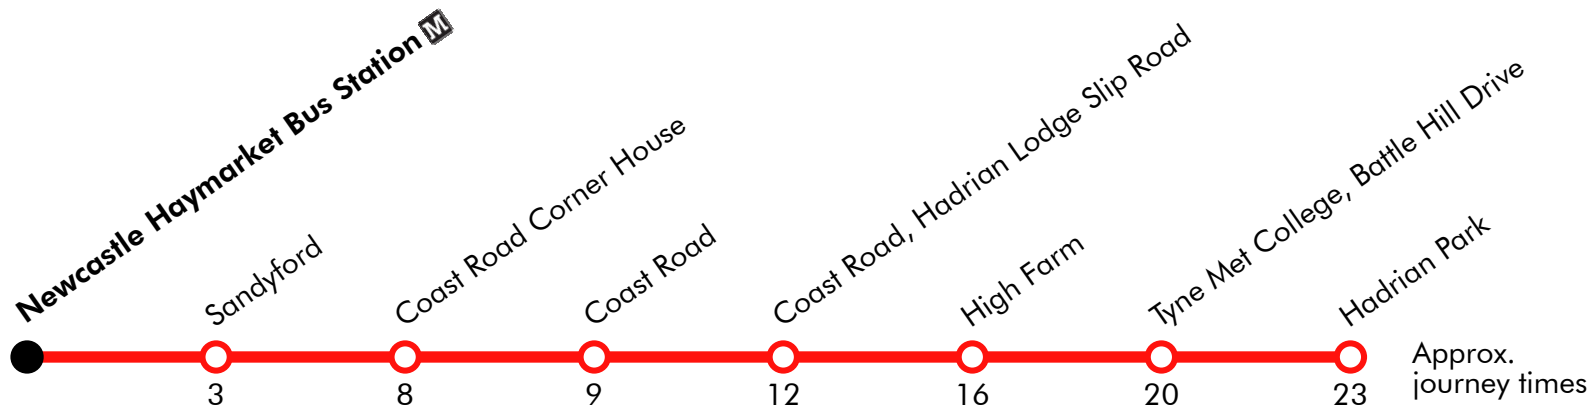 Newcastle Haymarket Bus Station M
Sandyford
Coast Road Corner House
Coast Road
Coast Road, Hadrian Lodge Slip Road
High Farm
Tyne Met College, Battle Hill Drive
Hadrian Park
3
8
9
12
16
20
23
Approx.
journey times